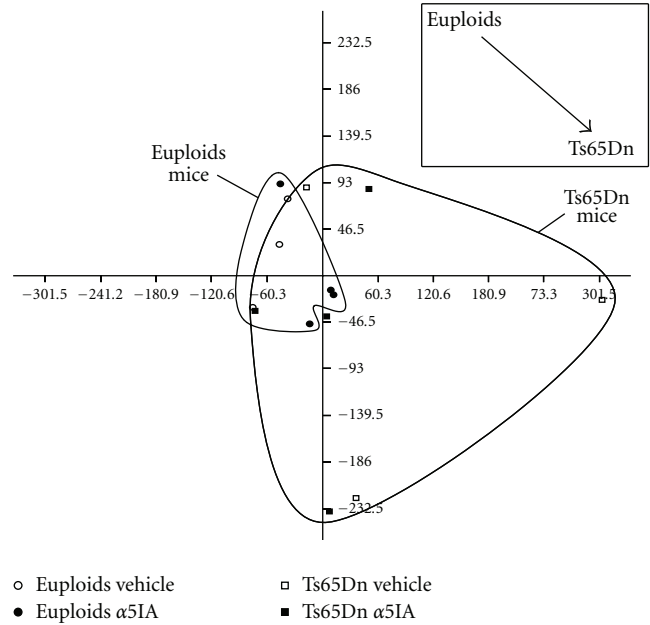 Euploids
Ts65Dn
Euploids
mice
Ts65Dn
mice
232.5
186
139.5
93
46.5
−301.5 −241.2 −180.9 −120.6 −60.3 60.3 120.6 180.9 73.3 301.5
−46.5
−93
−139.5
−186
−232.5
Euploids vehicle
Euploids α5IA
Ts65Dn vehicle
Ts65Dn α5IA